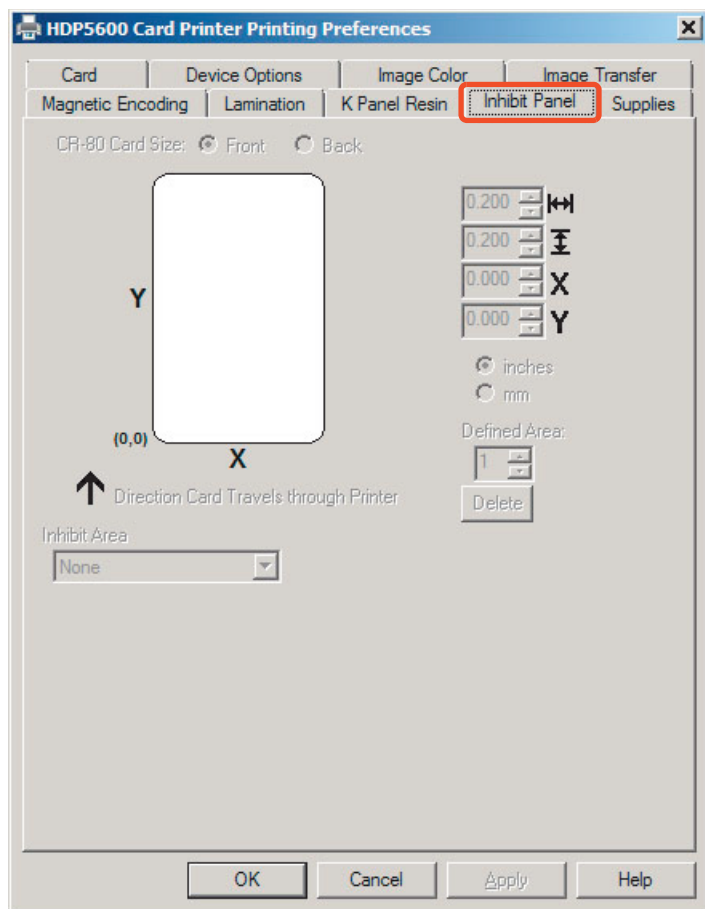 HDP5600 Card Printer Printing Preferences
Card Device Options Image Color Image Transfer
Magnetic Encoding Lamination K Panel Resin Inhibit Panel Supplies
CR-80 Card Size: Front Back
0.200
0.200
0.000 X
Y 0.000 Y
inches
mm
(0,0) Defined Area:
X 1
Direction Card Travels through Printer Delete
Inhibit Area
None
OK Cancel Apply Help